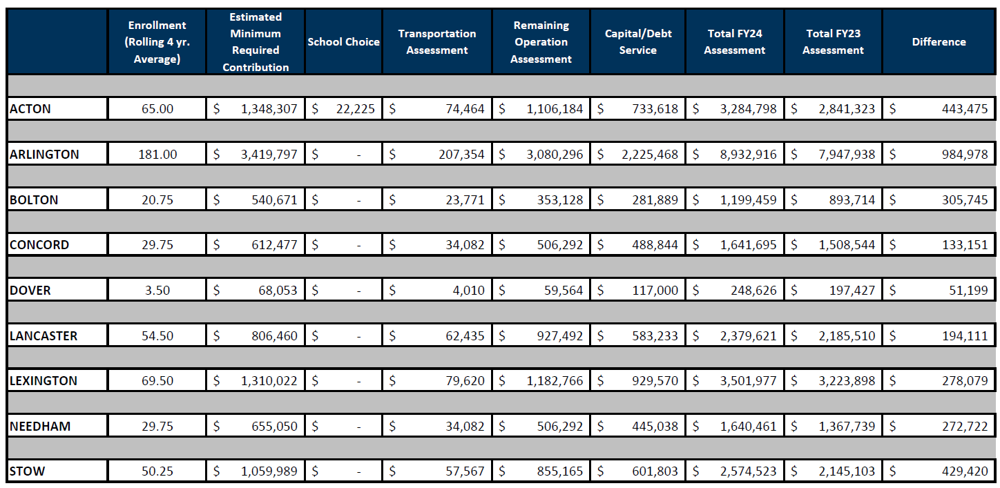 Enrollment (Rolling 4 yr. Average) Estimated Minimum Required Contribution School Choice Transportation Assessment Remaining Operation Assessment Capital/Debt Service Total FY24 Assessment Total FY23 Assessment Difference
ACTON 65.00 $ 1,348,307 $ 22,225 $ 74,464 $ 1,106,184 $ 733,618 $ 3,284,798 $ 2,841,323 $ 443,475
ARLINGTON 181.00 $ 3,419,797 $ - $ 207,354 $ 3,080,296 $ 2,225,468 $ 8,932,916 $ 7,947,938 $ 984,978
BOLTON 20.75 $ 540,671 $ - $ 23,771 $ 353,128 $ 281,889 $ 1,199,459 $ 893,714 $ 305,745
CONCORD 29.75 $ 612,477 $ - $ 34,082 $ 506,292 $ 488,844 $ 1,641,695 $ 1,508,544 $ 133,151
DOVER 3.50 $ 68,053 $ - $ 4,010 $ 59,564 $ 117,000 $ 248,626 $ 197,427 $ 51,199
LANCASTER 54.50 $ 806,460 $ - $ 62,435 $ 927,492 $ 583,233 $ 2,379,621 $ 2,185,510 $ 194,111
LEXINGTON 69.50 $ 1,310,022 $ - $ 79,620 $ 1,182,766 $ 929,570 $ 3,501,977 $ 3,223,898 $ 278,079
NEEDHAM 29.75 $ 655,050 $ - $ 34,082 $ 506,292 $ 445,038 $ 1,640,461 $ 1,367,739 $ 272,722
STOW 50.25 $ 1,059,989 $ - $ 57,567 $ 855,165 $ 601,803 $ 2,574,523 $ 2,145,103 $ 429,420